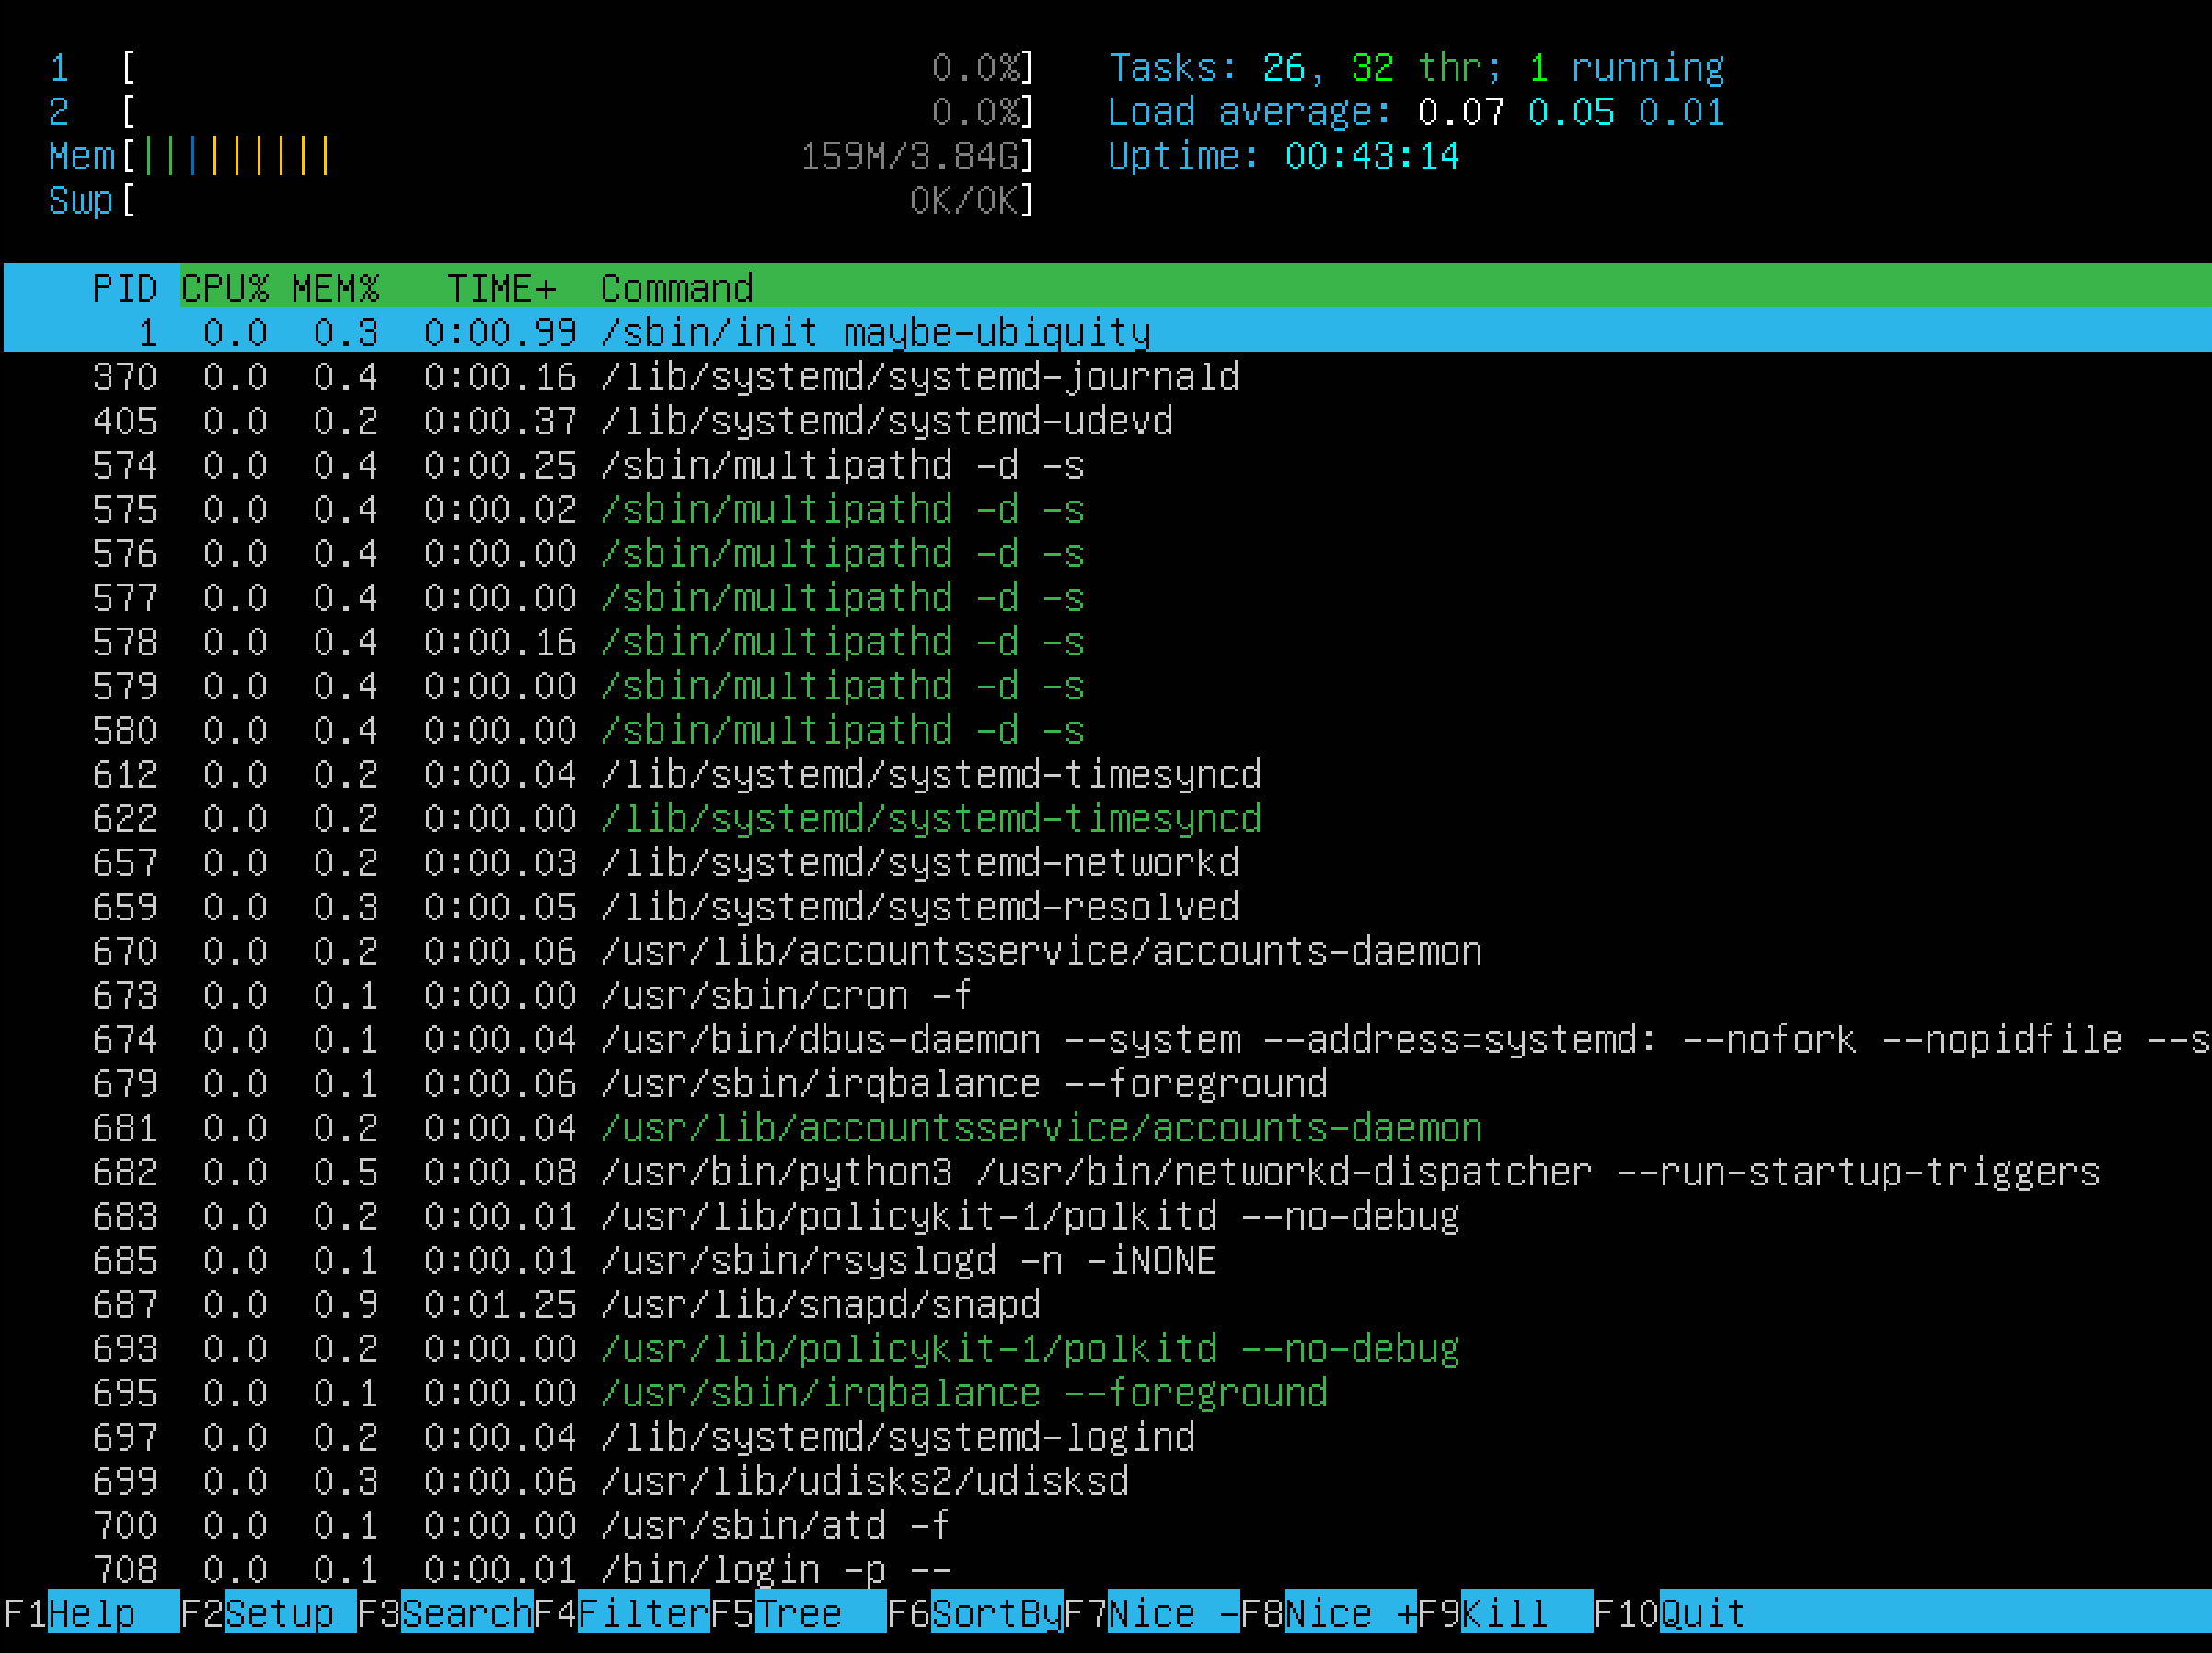 1  [                                    0.0%]   Tasks: 26, 32 thr; 1 running
2  [                                    0.0%]   Load average: 0.07 0.05 0.01
Mem[|||||||||                     159M/3.84G]   Uptime: 00:43:14
Swp[                                   0K/0K]
PID CPU% MEM%   TIME+  Command
1  0.0  0.3  0:00.99 /sbin/init maybe-ubiquity
370  0.0  0.4  0:00.16 /lib/systemd/systemd-journald
405  0.0  0.2  0:00.37 /lib/systemd/systemd-udevd
574  0.0  0.4  0:00.25 /sbin/multipathd -d -s
575  0.0  0.4  0:00.02 /sbin/multipathd -d -s
576  0.0  0.4  0:00.00 /sbin/multipathd -d -s
577  0.0  0.4  0:00.00 /sbin/multipathd -d -s
578  0.0  0.4  0:00.16 /sbin/multipathd -d -s
579  0.0  0.4  0:00.00 /sbin/multipathd -d -s
580  0.0  0.4  0:00.00 /sbin/multipathd -d -s
612  0.0  0.2  0:00.04 /lib/systemd/systemd-timesyncd
622  0.0  0.2  0:00.00 /lib/systemd/systemd-timesyncd
657  0.0  0.2  0:00.03 /lib/systemd/systemd-networkd
659  0.0  0.3  0:00.05 /lib/systemd/systemd-resolved
670  0.0  0.2  0:00.06 /usr/lib/accountsservice/accounts-daemon
673  0.0  0.1  0:00.00 /usr/sbin/cron -f
674  0.0  0.1  0:00.04 /usr/bin/dbus-daemon --system --address=systemd: --nofork --nopidfile --s
679  0.0  0.1  0:00.06 /usr/sbin/irqbalance --foreground
681  0.0  0.2  0:00.04 /usr/lib/accountsservice/accounts-daemon
682  0.0  0.5  0:00.08 /usr/bin/python3 /usr/bin/networkd-dispatcher --run-startup-triggers
683  0.0  0.2  0:00.01 /usr/lib/policykit-1/polkitd --no-debug
685  0.0  0.1  0:00.01 /usr/sbin/rsyslogd -n -iNONE
687  0.0  0.9  0:01.25 /usr/lib/snapd/snapd
693  0.0  0.2  0:00.00 /usr/lib/policykit-1/polkitd --no-debug
695  0.0  0.1  0:00.00 /usr/sbin/irqbalance --foreground
697  0.0  0.2  0:00.04 /lib/systemd/systemd-logind
699  0.0  0.3  0:00.06 /usr/lib/udisks2/udisksd
700  0.0  0.1  0:00.00 /usr/sbin/atd -f
708  0.0  0.1  0:00.01 /bin/login -p --
F1Help  F2Setup F3SearchF4FilterF5Tree  F6SortByF7Nice -F8Nice +F9Kill  F10Quit